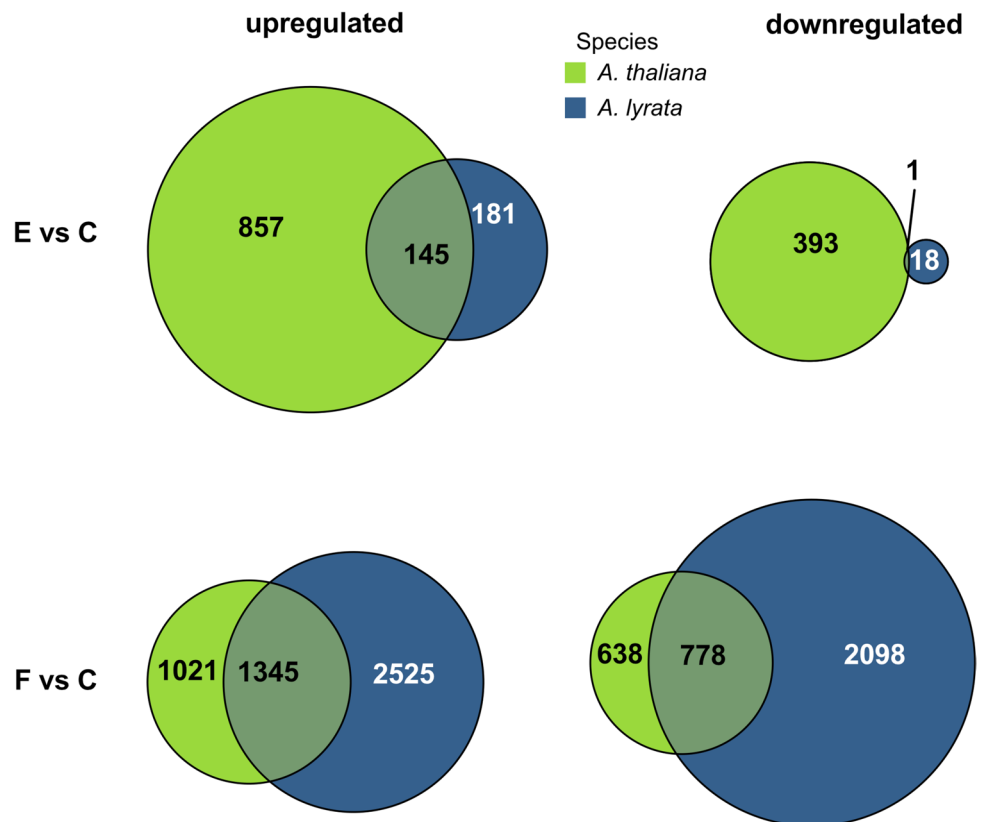 upregulated
downregulated
Species
A. thaliana
A. lyrata
E vs C
857
145
181
393
1
18
F vs C
1021
1345
2525
638
778
2098